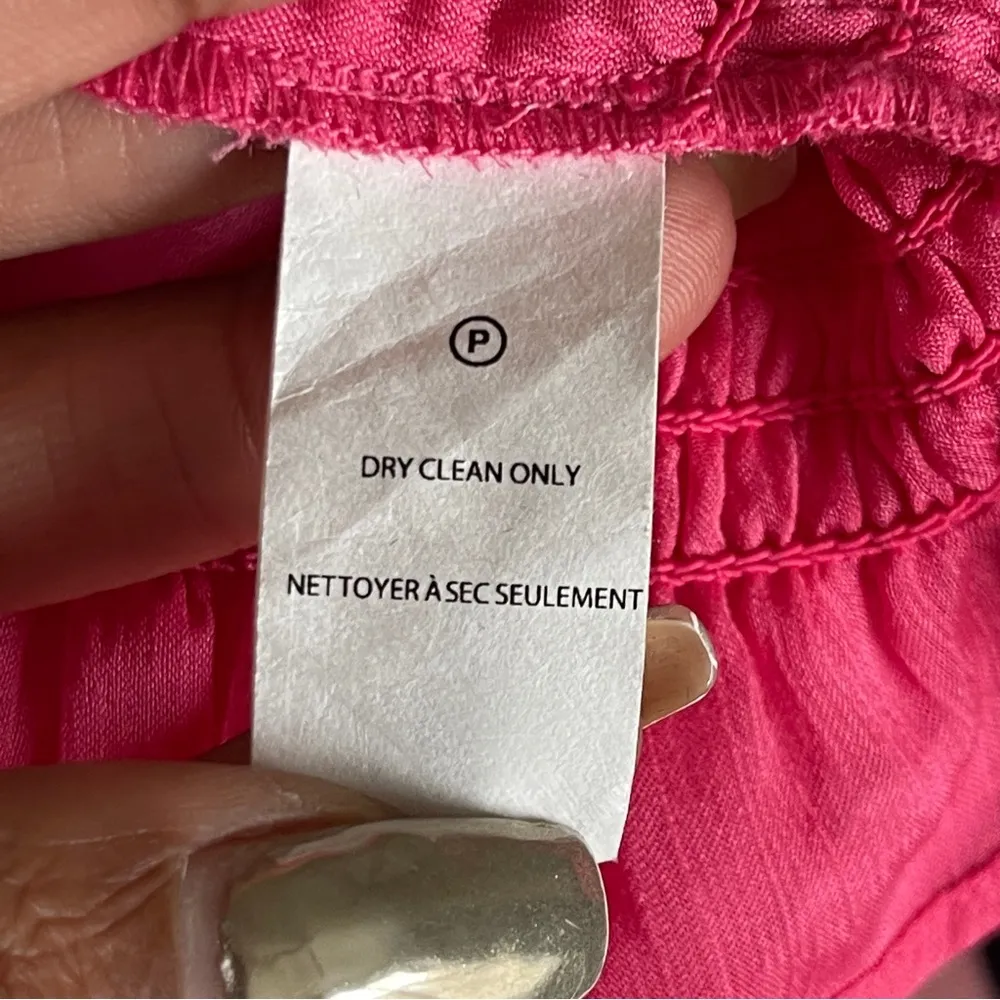 P
DRY CLEAN ONLY
NETTOYER À SEC SEULEMENT